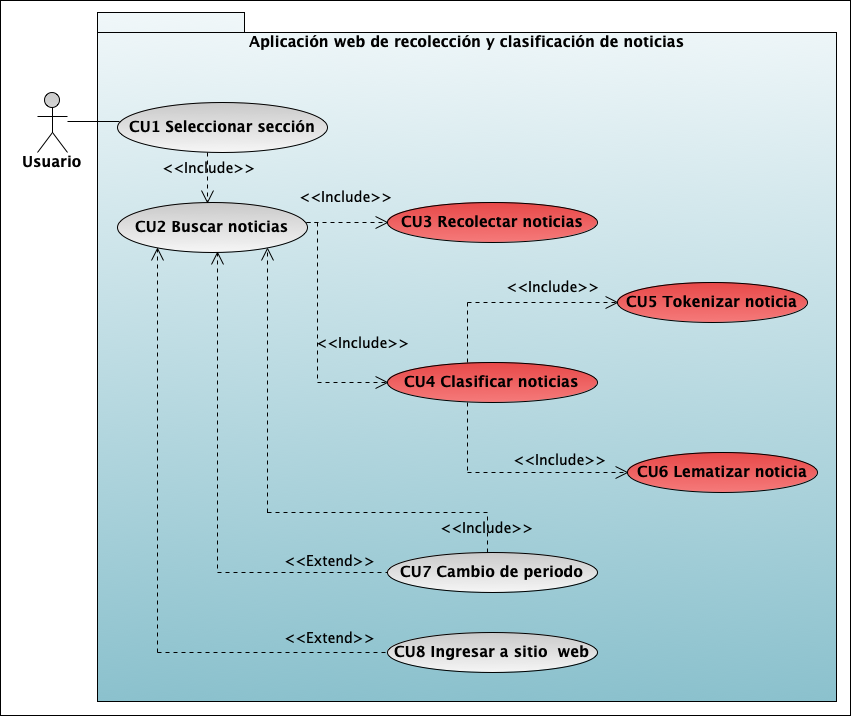 Aplicación web de recolección y clasificación de noticias
Usuario
CU1 Seleccionar sección
<<Include>>
CU2 Buscar noticias
<<Include>>
CU3 Recolectar noticias
<<Include>>
CU5 Tokenizar noticia
<<Include>>
CU4 Clasificar noticias
<<Include>>
CU6 Lematizar noticia
<<Include>>
<<Extend>>
CU7 Cambio de periodo
<<Extend>>
CU8 Ingresar a sitio  web